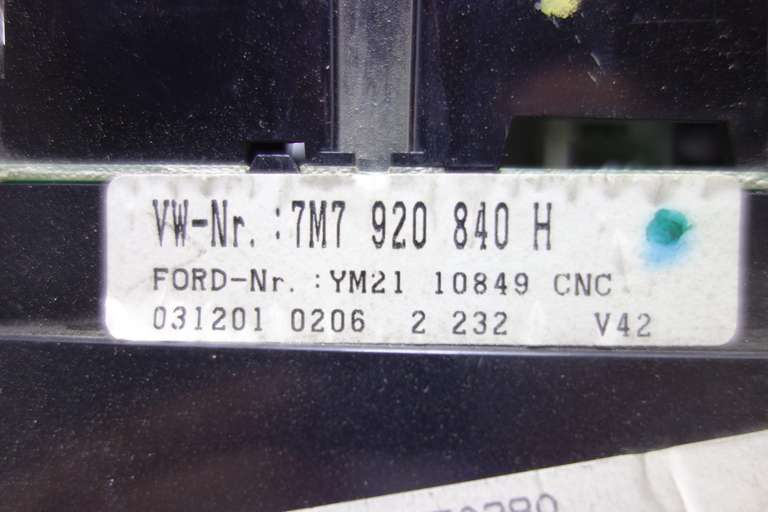 VW-Nr. :7M7 920 840 H
FORD-Nr. :YM21 10849 CNC
031201 0206 2 232 V42